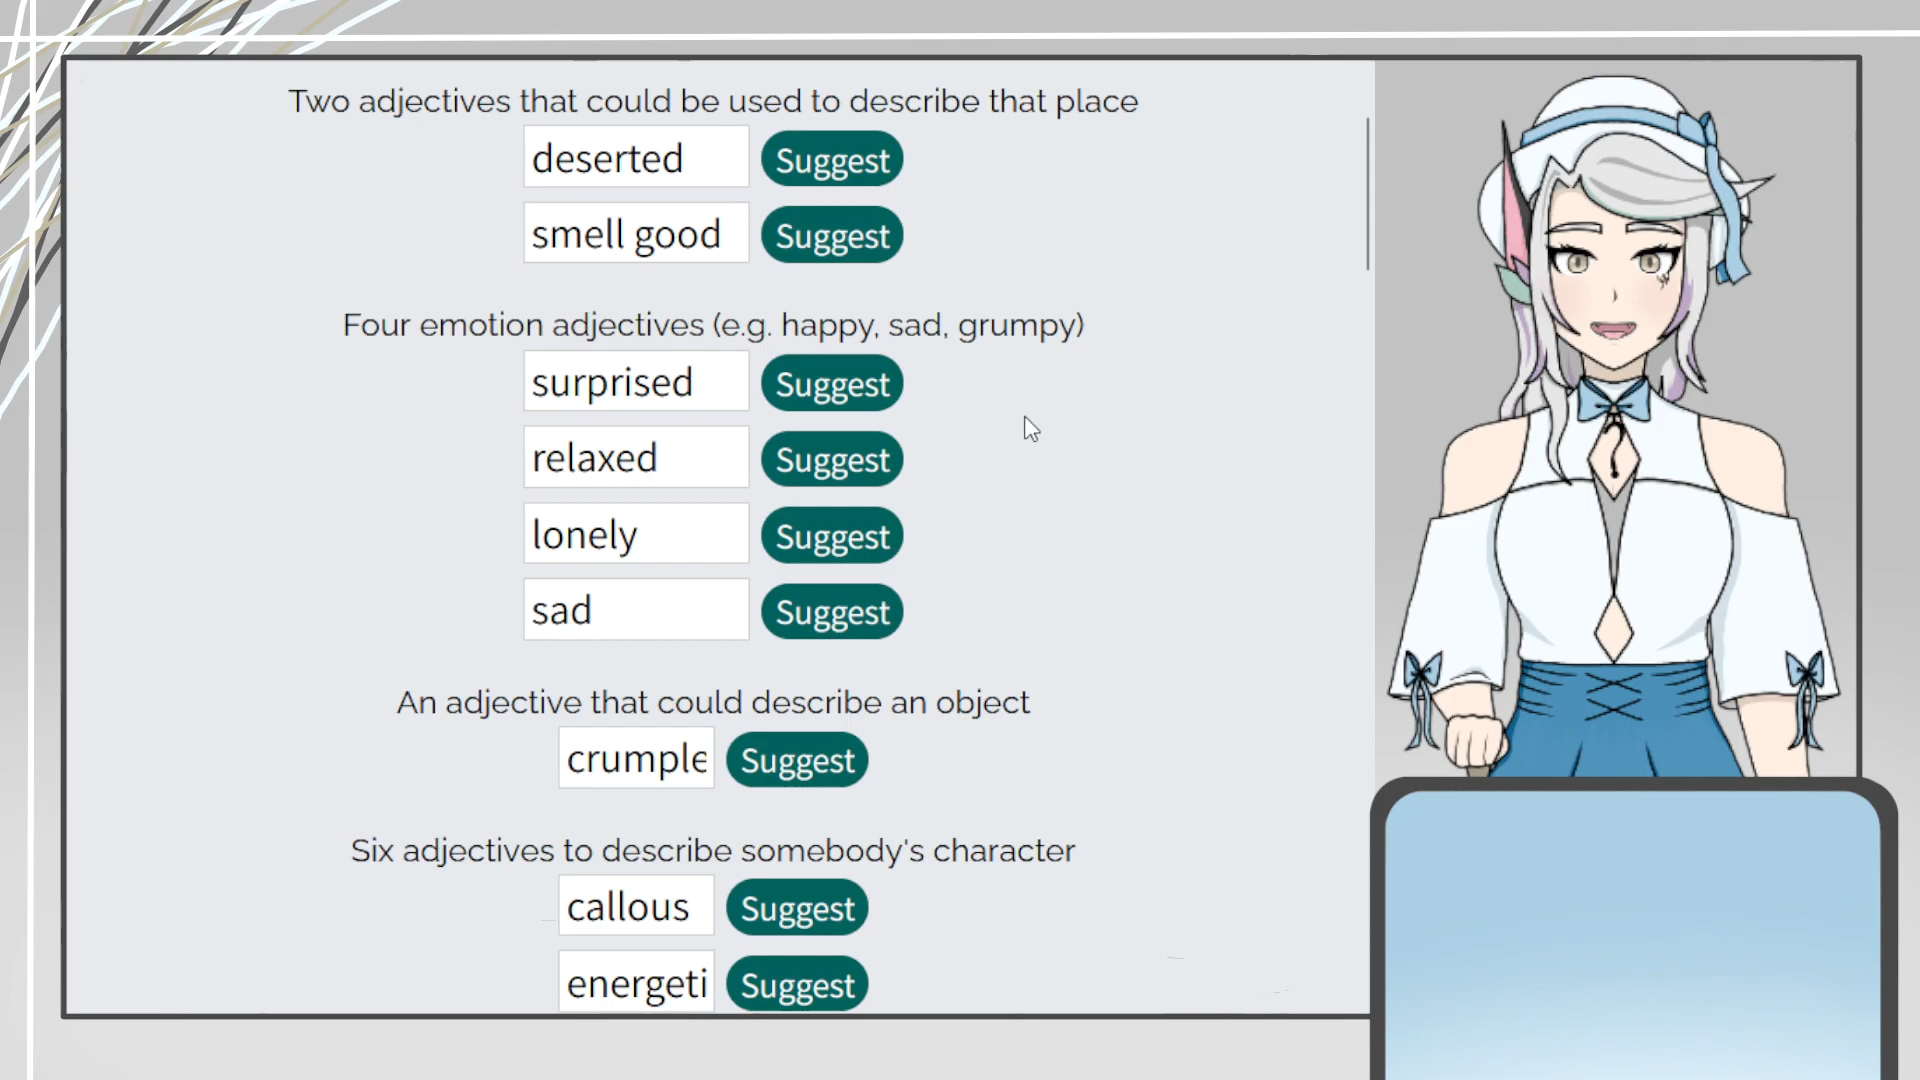 Two adjectives that could be used to describe that place
deserted Suggest
smell good Suggest
Four emotion adjectives (e.g. happy, sad, grumpy)
surprised Suggest
relaxed Suggest
lonely Suggest
sad Suggest
An adjective that could describe an object
crumple Suggest
Six adjectives to describe somebody's character
callous Suggest
energeti Suggest
?